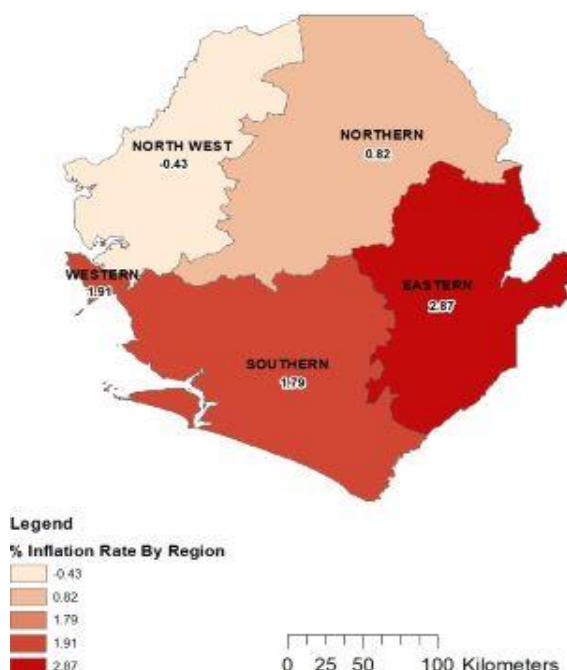 NORTH WEST
-0.43
NORTHERN
0.82
WESTERN
1.91
EASTERN
2.87
SOUTHERN
1.79
Legend
% Inflation Rate By Region
-0.43
0.82
1.79
1.91
2.87
0 25 50 100 Kilometers